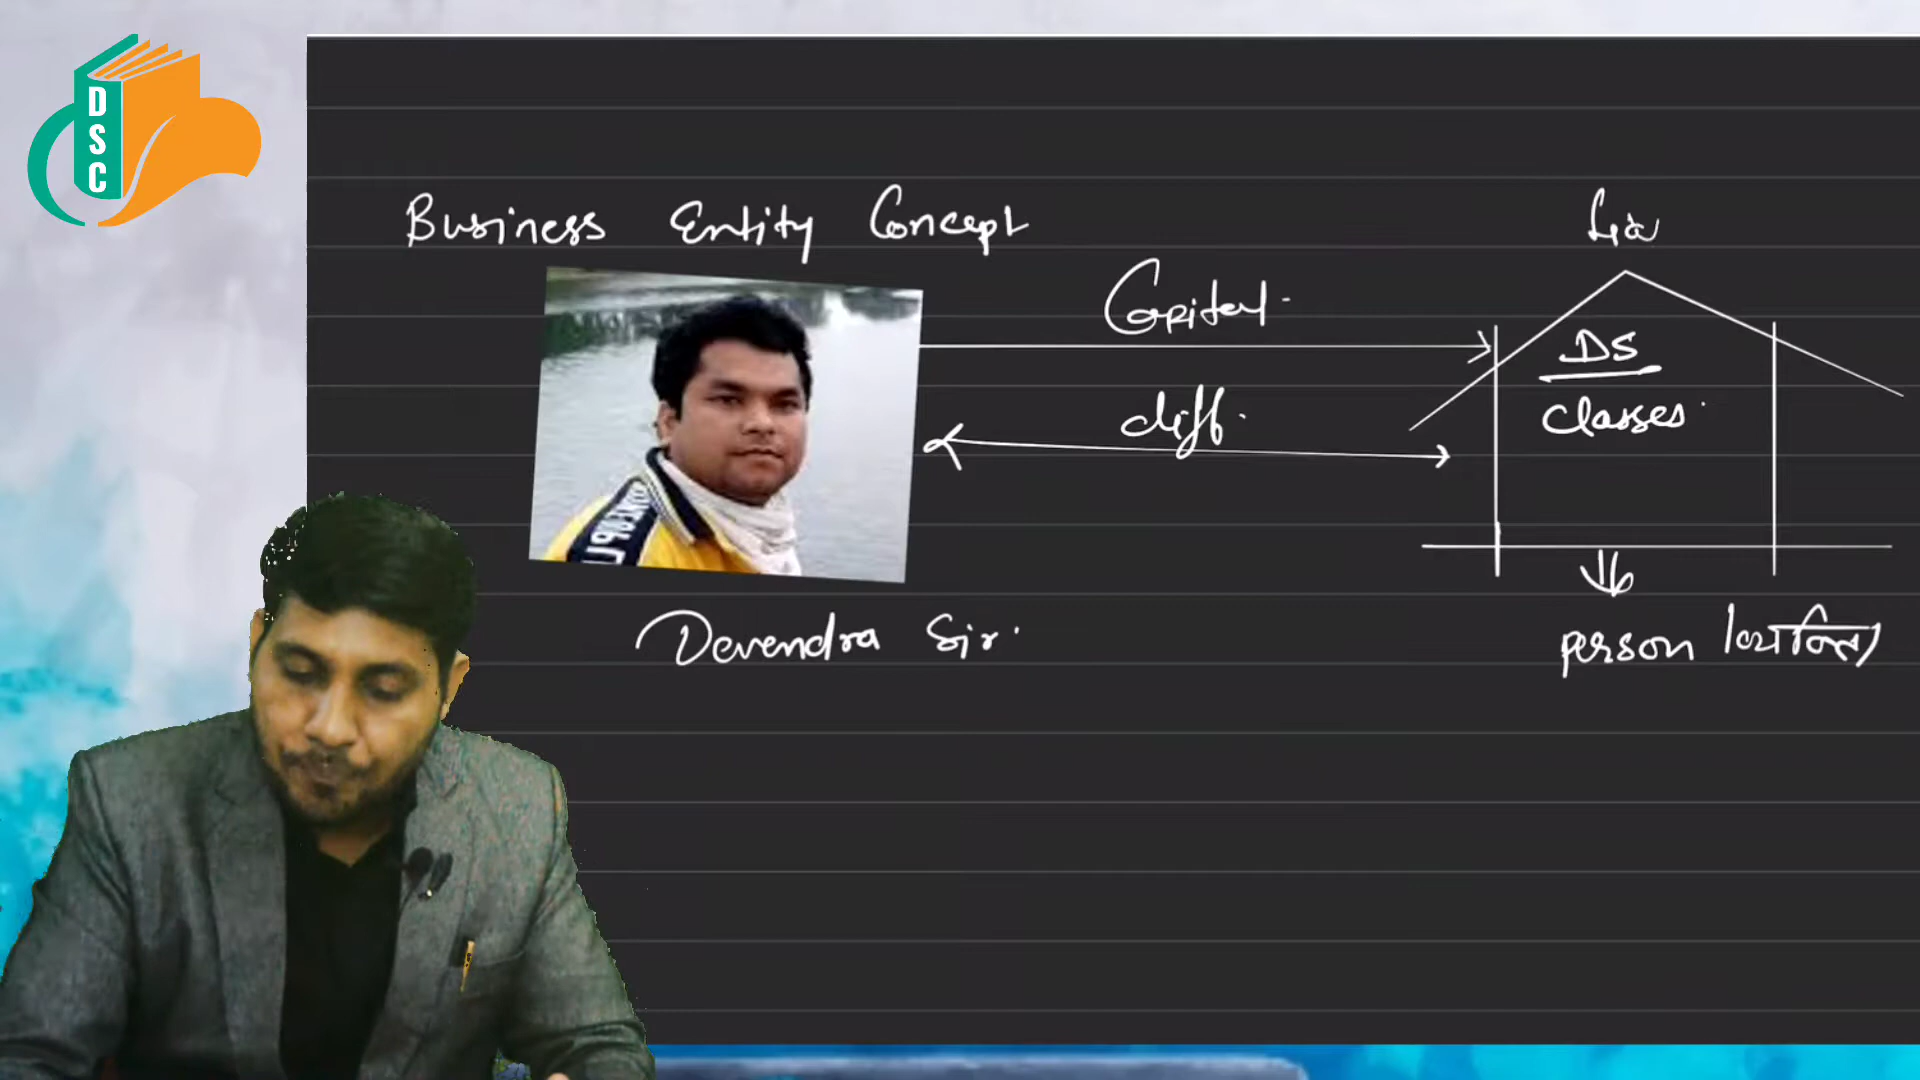 DSC
Business Entity Concept
Capital.
DS
classes
diff.
Devendra Sir.
person